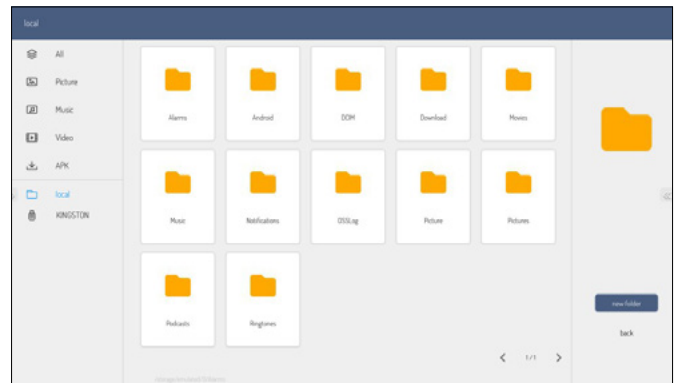 local
All
Picture
Music
Video
APK
local
KINGSTON
Alarms
Android
DCIM
Download
Movies
Music
Notifications
OSSLog
Picture
Pictures
Podcasts
Ringtones
new folder
back
1/1